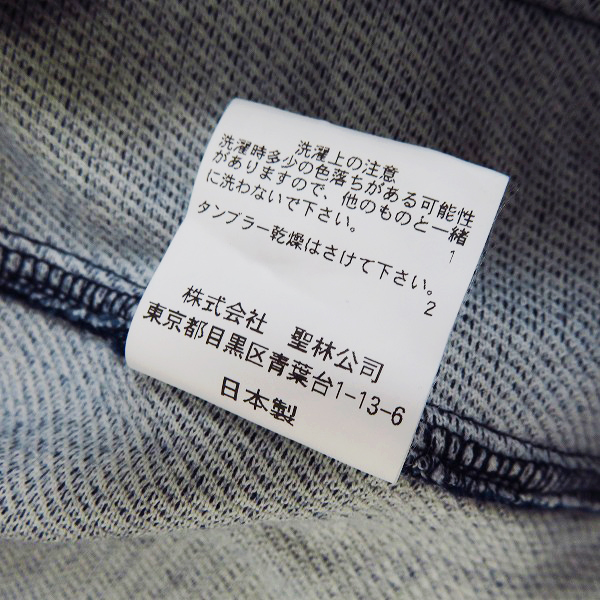 洗濯上の注意
洗濯時多少の色落ちがある可能性
がありますので、他のものと一緒
に洗わないで下さい。
1
タンブラー乾燥はさけて下さい。
2
株式会社 聖林公司
東京都目黒区青葉台1-13-6
日本製